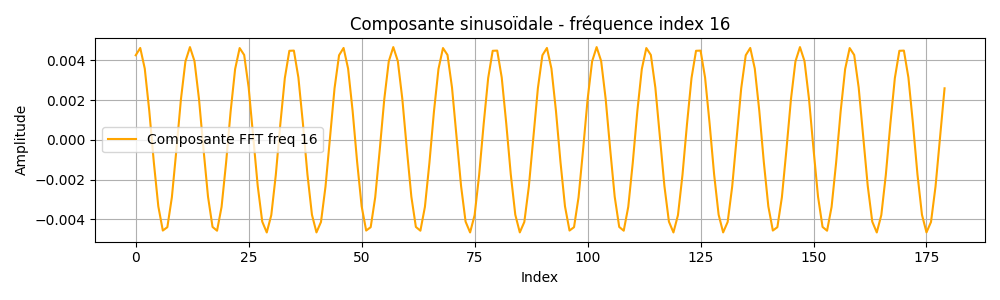 Composante sinusoïdale - fréquence index 16
Amplitude
0.004
0.002
0.000
−0.002
−0.004
Composante FFT freq 16
0 25 50 75 100 125 150 175
Index